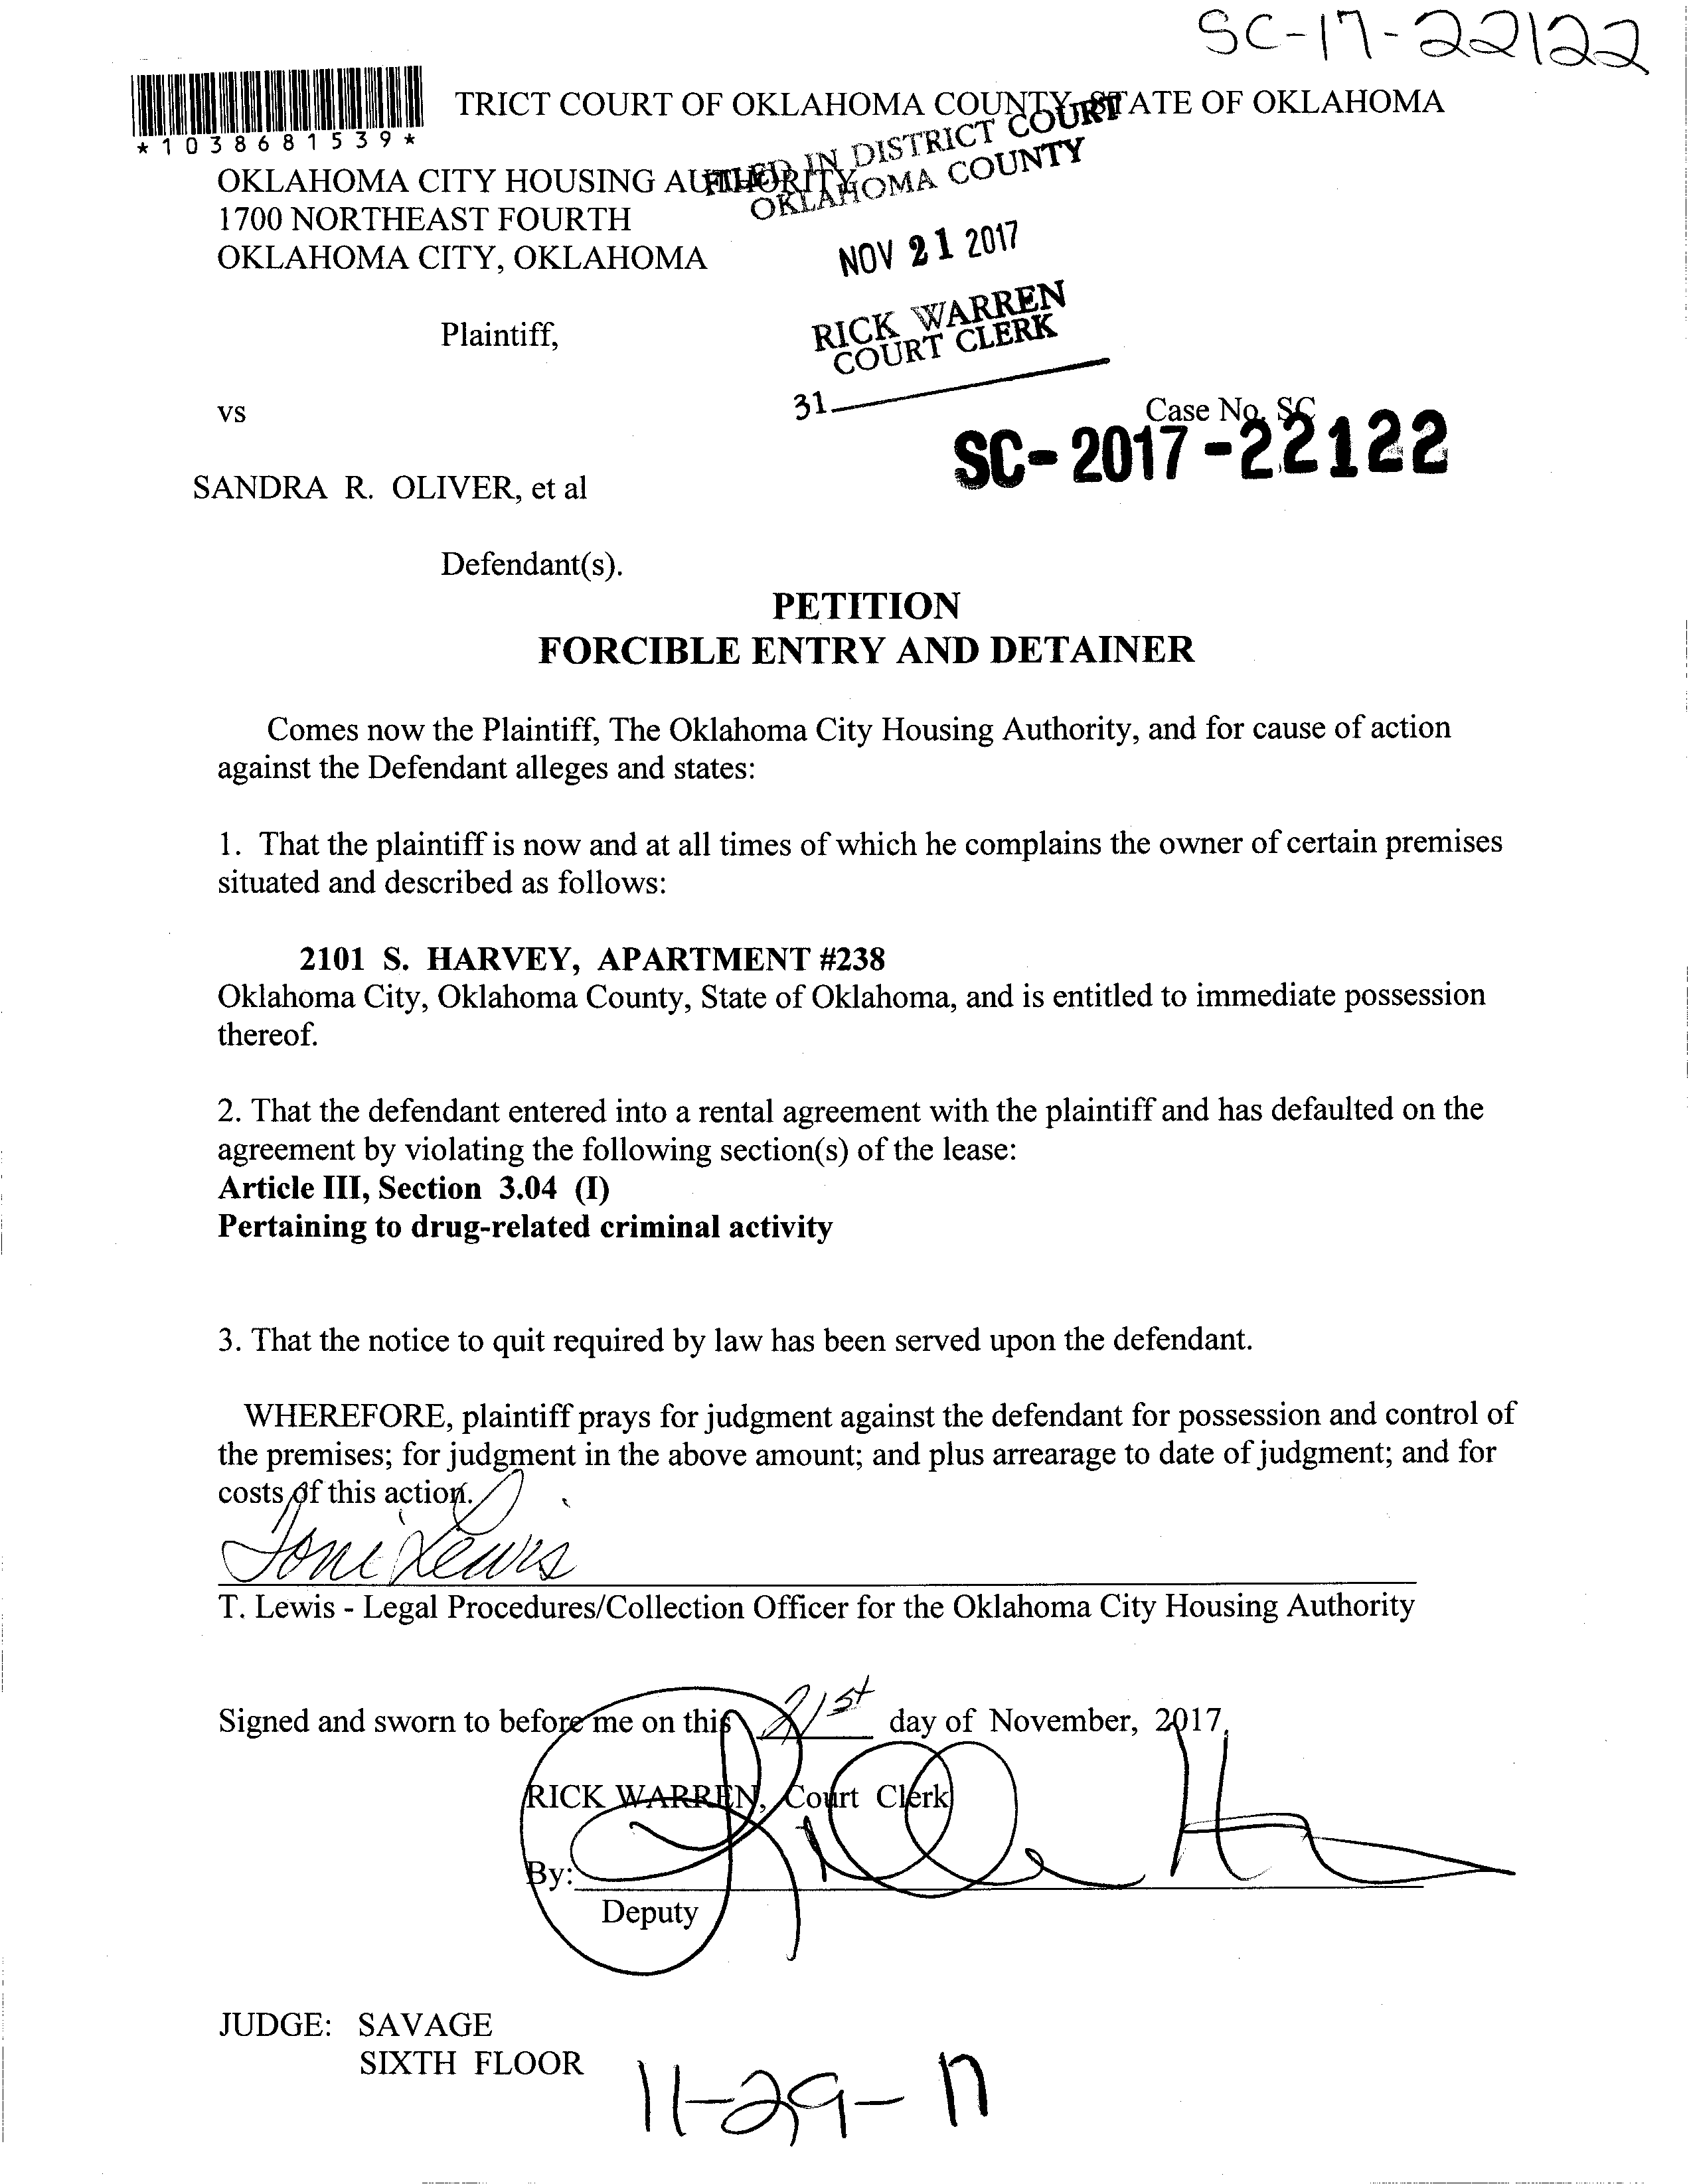 SC-17-22122
*1038681539*
TRICT COURT OF OKLAHOMA COUNTY, STATE OF OKLAHOMA
OKLAHOMA CITY HOUSING AUTHORITY
1700 NORTHEAST FOURTH
OKLAHOMA CITY, OKLAHOMA
FILED IN DISTRICT COURT
OKLAHOMA COUNTY
NOV 21 2017
RICK WARREN
COURT CLERK
31
Plaintiff,
vs
Case No. SC
SC-2017-22122
SANDRA R. OLIVER, et al
Defendant(s).
PETITION
FORCIBLE ENTRY AND DETAINER
Comes now the Plaintiff, The Oklahoma City Housing Authority, and for cause of action
against the Defendant alleges and states:
1. That the plaintiff is now and at all times of which he complains the owner of certain premises
situated and described as follows:
2101 S. HARVEY, APARTMENT #238
Oklahoma City, Oklahoma County, State of Oklahoma, and is entitled to immediate possession
thereof.
2. That the defendant entered into a rental agreement with the plaintiff and has defaulted on the
agreement by violating the following section(s) of the lease:
Article III, Section 3.04 (I)
Pertaining to drug-related criminal activity
3. That the notice to quit required by law has been served upon the defendant.
WHEREFORE, plaintiff prays for judgment against the defendant for possession and control of
the premises; for judgment in the above amount; and plus arrearage to date of judgment; and for
costs of this action.
Toni Lewis
T. Lewis - Legal Procedures/Collection Officer for the Oklahoma City Housing Authority
Signed and sworn to before me on this 21st day of November, 2017.
RICK WARREN, Court Clerk
By:
Deputy
JUDGE: SAVAGE
SIXTH FLOOR
11-29-17